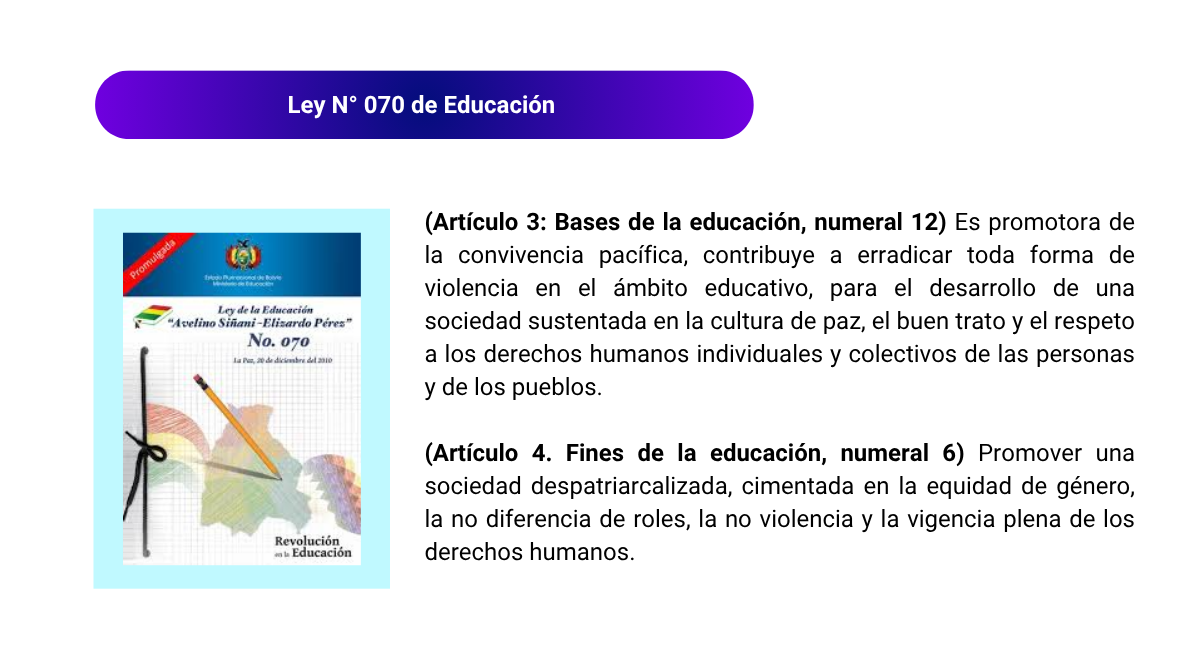 Ley N° 070 de Educación
Promulgada
Estado Plurinacional de Bolivia
Ministerio de Educación
Ley de la Educación
“Avelino Siñani -Elizardo Pérez”
No. 070
La Paz, 20 de diciembre del 2010
Revolución
en la Educación
(Artículo 3: Bases de la educación, numeral 12) Es promotora de
la convivencia pacífica, contribuye a erradicar toda forma de
violencia en el ámbito educativo, para el desarrollo de una
sociedad sustentada en la cultura de paz, el buen trato y el respeto
a los derechos humanos individuales y colectivos de las personas
y de los pueblos.
(Artículo 4. Fines de la educación, numeral 6) Promover una
sociedad despatriarcalizada, cimentada en la equidad de género,
la no diferencia de roles, la no violencia y la vigencia plena de los
derechos humanos.